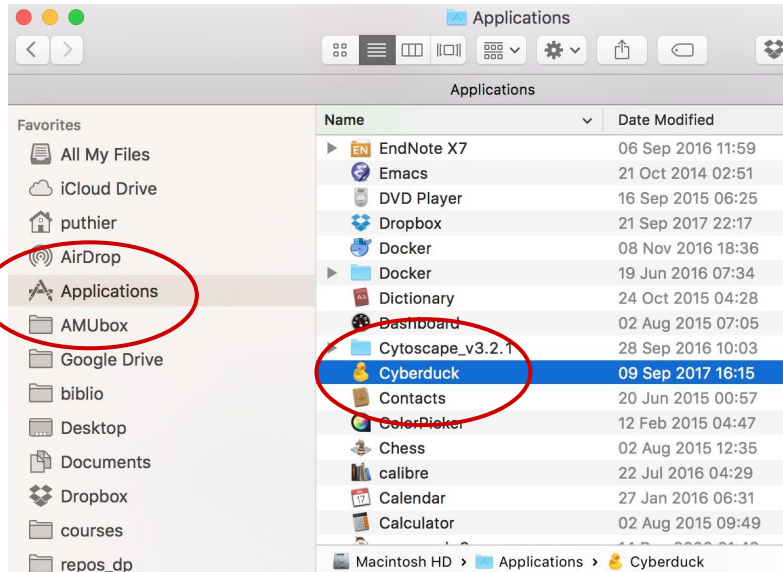 Applications
Applications
Favorites
All My Files
iCloud Drive
puthier
AirDrop
Applications
AMUbox
Google Drive
biblio
Desktop
Documents
Dropbox
courses
repos_dp
Name Date Modified
EN EndNote X7 06 Sep 2016 11:59
Emacs 21 Oct 2014 02:51
DVD Player 16 Sep 2015 06:25
Dropbox 21 Sep 2017 22:17
Docker 08 Nov 2016 18:36
Docker 19 Jun 2016 07:34
Dictionary 24 Oct 2015 04:28
Dashboard 02 Aug 2015 07:05
Cytoscape_v3.2.1 28 Sep 2016 10:03
Cyberduck 09 Sep 2017 16:15
Contacts 20 Jun 2015 00:57
ColorPicker 12 Feb 2015 04:47
Chess 02 Aug 2015 12:35
calibre 22 Jul 2016 04:29
17 Calendar 27 Jan 2016 06:31
Calculator 02 Aug 2015 09:49
Macintosh HD › Applications › Cyberduck